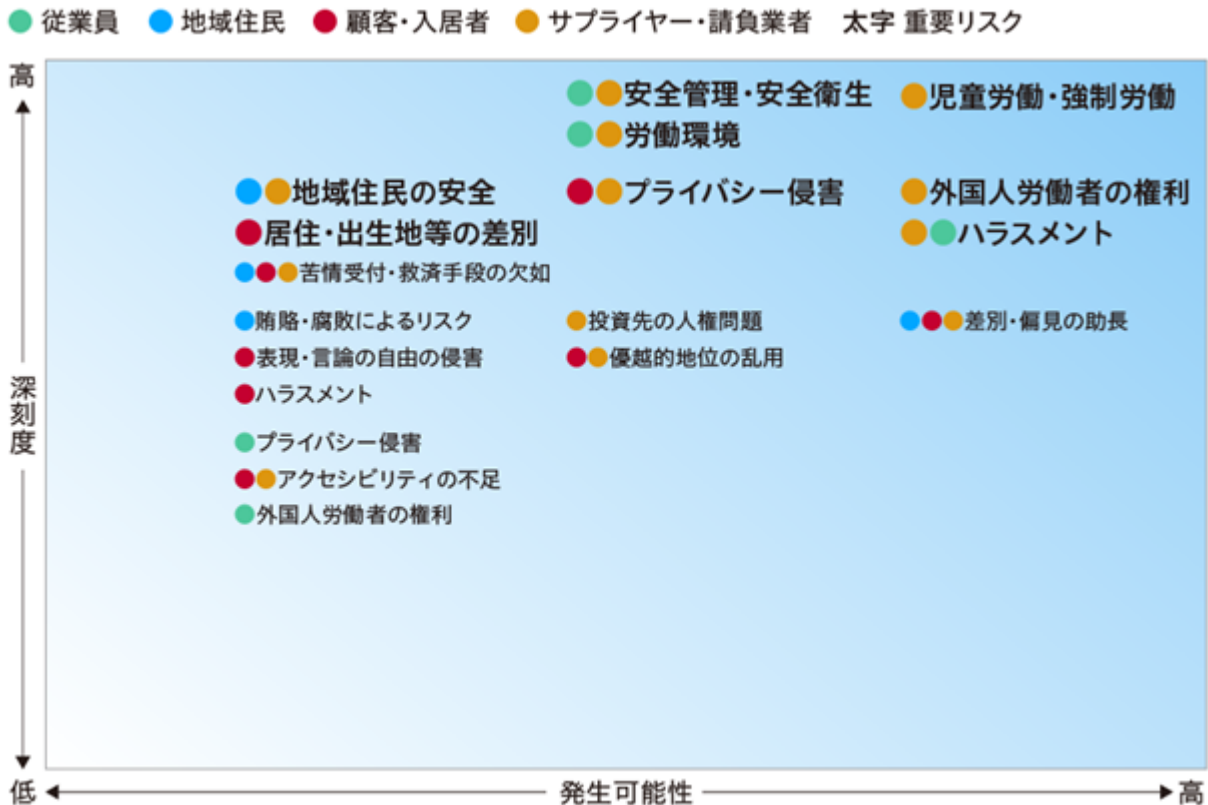 従業員 地域住民 顧客・入居者 サプライヤー・請負業者 太字 重要リスク
高
安全管理・安全衛生
児童労働・強制労働
労働環境
地域住民の安全
プライバシー侵害
外国人労働者の権利
居住・出生地等の差別
ハラスメント
苦情受付・救済手段の欠如
賄賂・腐敗によるリスク
投資先の人権問題
差別・偏見の助長
表現・言論の自由の侵害
優越的地位の乱用
ハラスメント
深刻度
プライバシー侵害
アクセシビリティの不足
外国人労働者の権利
低
発生可能性
高